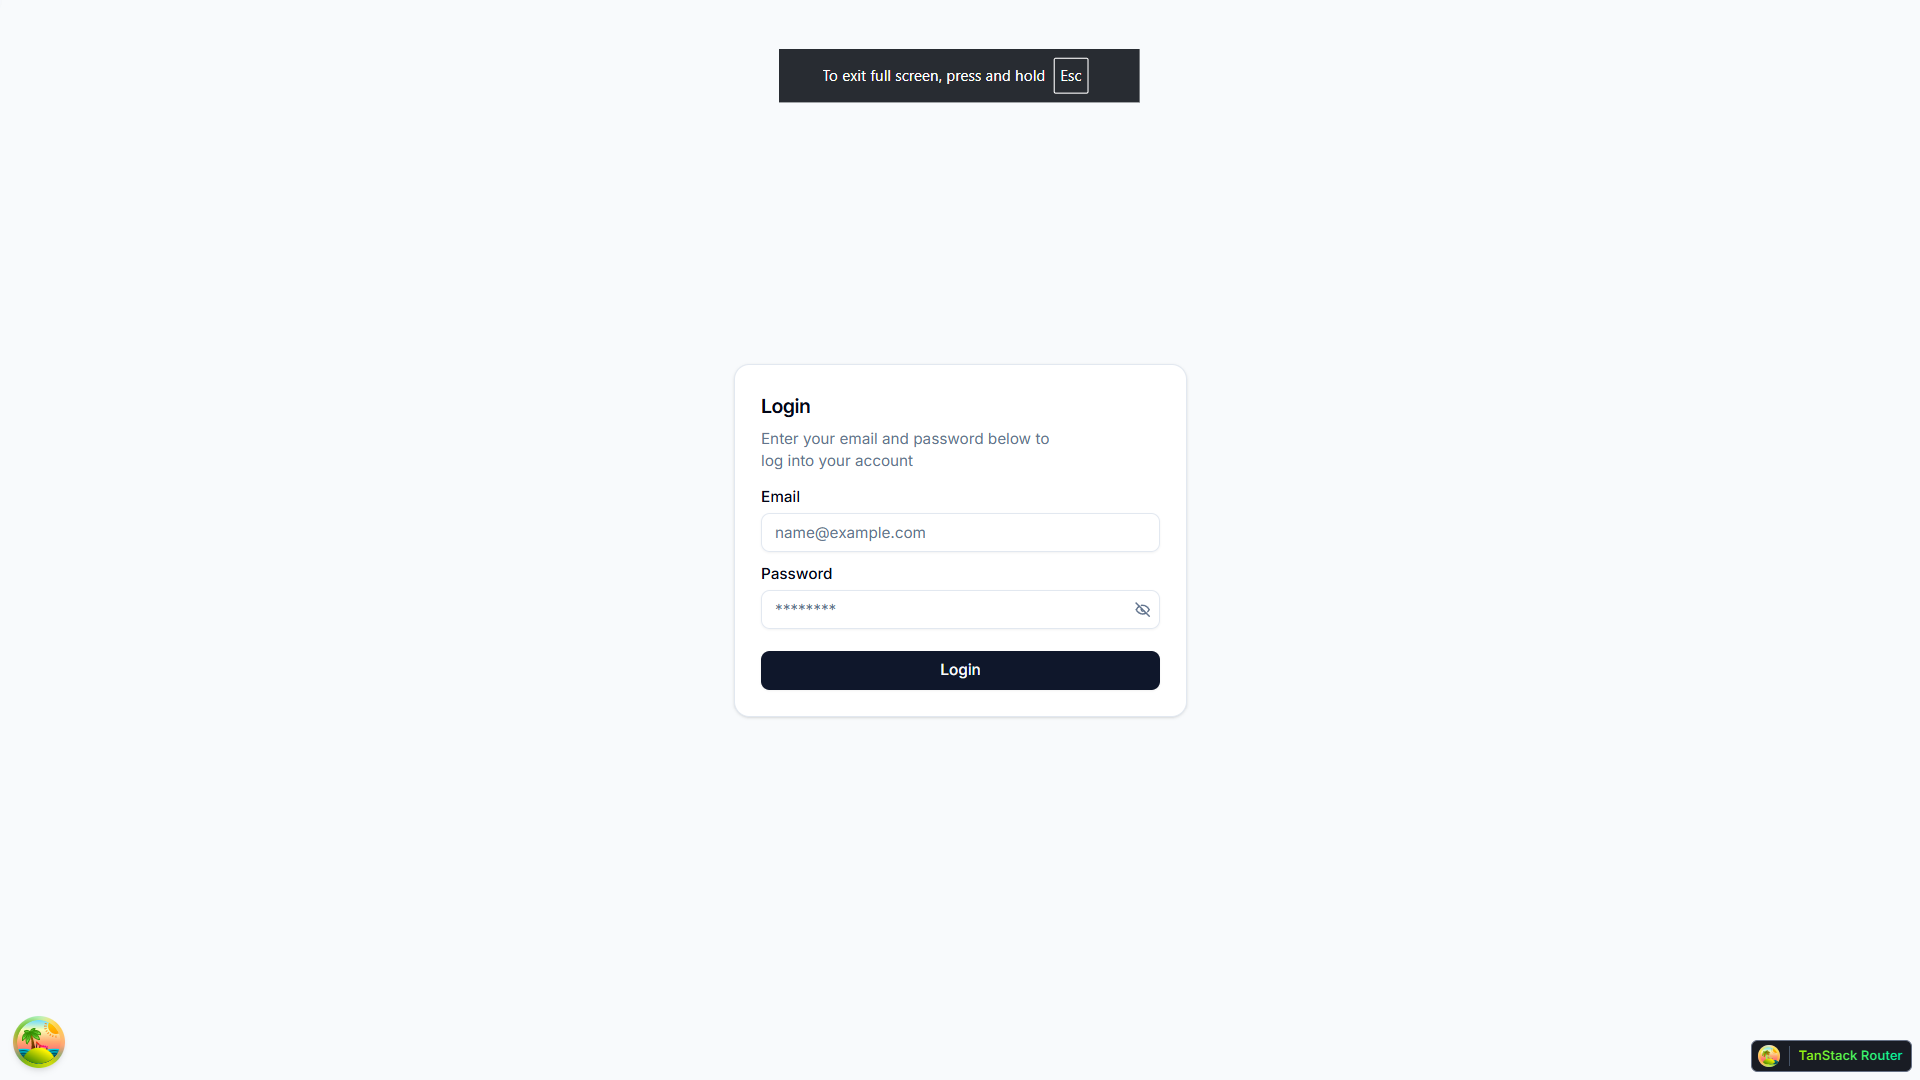 To exit full screen, press and hold Esc
Login
Enter your email and password below to
log into your account
Email
name@example.com
Password
********
Login
TanStack Router